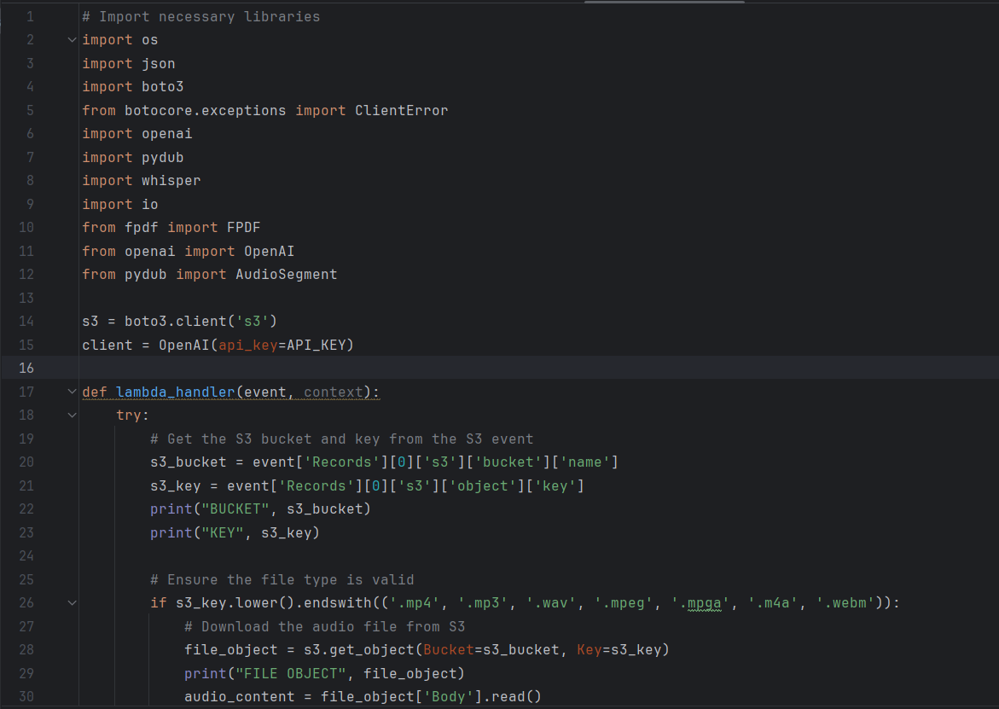 1 # Import necessary libraries
2 import os
3 import json
4 import boto3
5 from botocore.exceptions import ClientError
6 import openai
7 import pydub
8 import whisper
9 import io
10 from fpdf import FPDF
11 from openai import OpenAI
12 from pydub import AudioSegment
13
14 s3 = boto3.client('s3')
15 client = OpenAI(api_key=API_KEY)
16
17 def lambda_handler(event, context):
18     try:
19         # Get the S3 bucket and key from the S3 event
20         s3_bucket = event['Records'][0]['s3']['bucket']['name']
21         s3_key = event['Records'][0]['s3']['object']['key']
22         print("BUCKET", s3_bucket)
23         print("KEY", s3_key)
24
25         # Ensure the file type is valid
26         if s3_key.lower().endswith(('.mp4', '.mp3', '.wav', '.mpeg', '.mpga', '.m4a', '.webm')):
27             # Download the audio file from S3
28             file_object = s3.get_object(Bucket=s3_bucket, Key=s3_key)
29             print("FILE OBJECT", file_object)
30             audio_content = file_object['Body'].read()